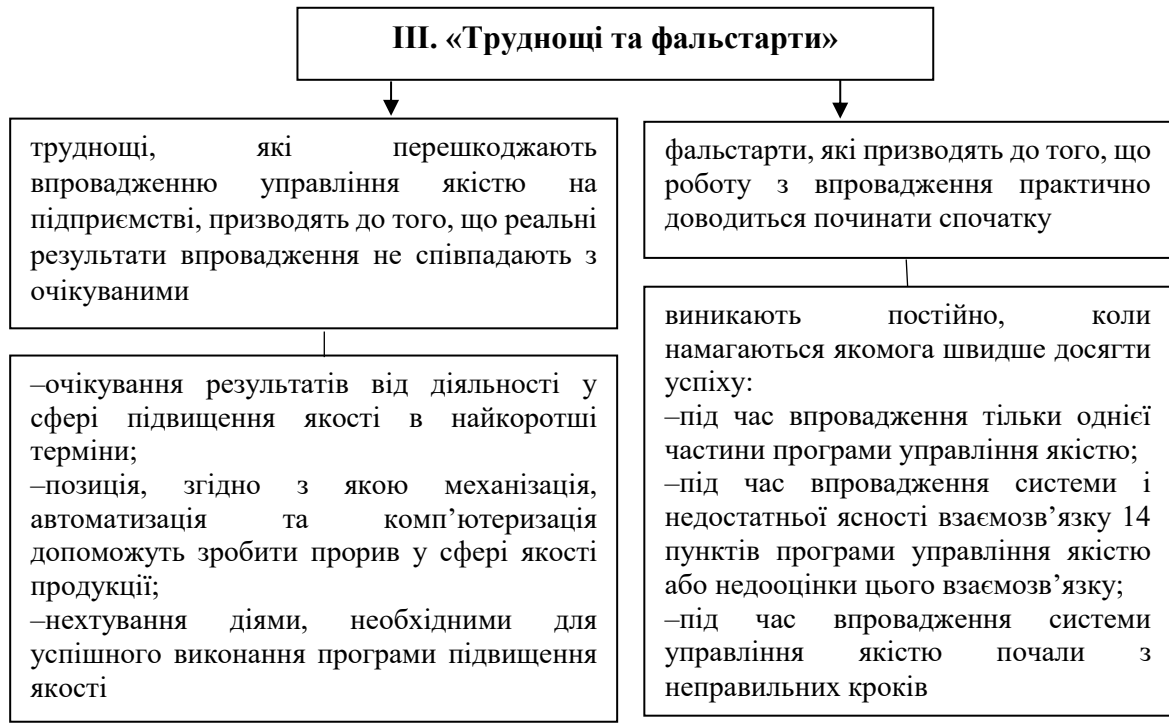 ІІІ. «Труднощі та фальстарти»
труднощі, які перешкоджають
впровадженню управління якістю на
підприємстві, призводять до того, що реальні
результати впровадження не співпадають з
очікуваними
–очікування результатів від діяльності у
сфері підвищення якості в найкоротші
терміни;
–позиція, згідно з якою механізація,
автоматизація та комп’ютеризація
допоможуть зробити прорив у сфері якості
продукції;
–нехтування діями, необхідними для
успішного виконання програми підвищення
якості
фальстарти, які призводять до того, що
роботу з впровадження практично
доводиться починати спочатку
виникають постійно, коли
намагаються якомога швидше досягти
успіху:
–під час впровадження тільки однієї
частини програми управління якістю;
–під час впровадження системи і
недостатньої ясності взаємозв’язку 14
пунктів програми управління якістю
або недооцінки цього взаємозв’язку;
–під час впровадження системи
управління якістю почали з
неправильних кроків